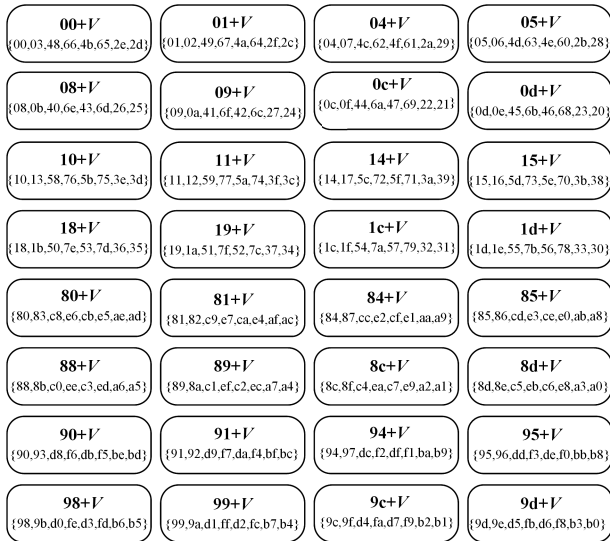 00+V 01+V 04+V 05+V
{00,03,48,66,4b,65,2e,2d} {01,02,49,67,4a,64,2f,2c} {04,07,4c,62,4f,61,2a,29} {05,06,4d,63,4e,60,2b,28}
08+V 09+V 0c+V 0d+V
{08,0b,40,6e,43,6d,26,25} {09,0a,41,6f,42,6c,27,24} {0c,0f,44,6a,47,69,22,21} {0d,0e,45,6b,46,68,23,20}
10+V 11+V 14+V 15+V
{10,13,58,76,5b,75,3e,3d} {11,12,59,77,5a,74,3f,3c} {14,17,5c,72,5f,71,3a,39} {15,16,5d,73,5e,70,3b,38}
18+V 19+V 1c+V 1d+V
{18,1b,50,7e,53,7d,36,35} {19,1a,51,7f,52,7c,37,34} {1c,1f,54,7a,57,79,32,31} {1d,1e,55,7b,56,78,33,30}
80+V 81+V 84+V 85+V
{80,83,c8,e6,cb,e5,ae,ad} {81,82,c9,e7,ca,e4,af,ac} {84,87,cc,e2,cf,e1,aa,a9} {85,86,cd,e3,ce,e0,ab,a8}
88+V 89+V 8c+V 8d+V
{88,8b,c0,ee,c3,ed,a6,a5} {89,8a,c1,ef,c2,ec,a7,a4} {8c,8f,c4,ea,c7,e9,a2,a1} {8d,8e,c5,eb,c6,e8,a3,a0}
90+V 91+V 94+V 95+V
{90,93,d8,f6,db,f5,be,bd} {91,92,d9,f7,da,f4,bf,bc} {94,97,dc,f2,df,f1,ba,b9} {95,96,dd,f3,de,f0,bb,b8}
98+V 99+V 9c+V 9d+V
{98,9b,d0,fe,d3,fd,b6,b5} {99,9a,d1,ff,d2,fc,b7,b4} {9c,9f,d4,fa,d7,f9,b2,b1} {9d,9e,d5,fb,d6,f8,b3,b0}